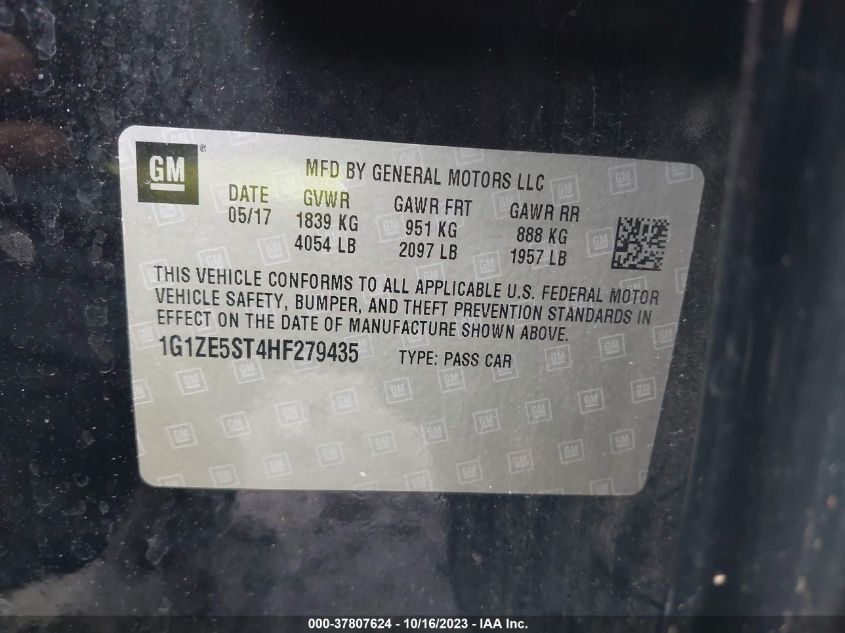 GM®
MFD BY GENERAL MOTORS LLC
DATE GVWR GAWR FRT GAWR RR
05/17 1839 KG 951 KG 888 KG
4054 LB 2097 LB 1957 LB
THIS VEHICLE CONFORMS TO ALL APPLICABLE U.S. FEDERAL MOTOR
VEHICLE SAFETY, BUMPER, AND THEFT PREVENTION STANDARDS IN
EFFECT ON THE DATE OF MANUFACTURE SHOWN ABOVE.
1G1ZE5ST4HF279435 TYPE: PASS CAR
000-37807624 - 10/16/2023 - IAA Inc.